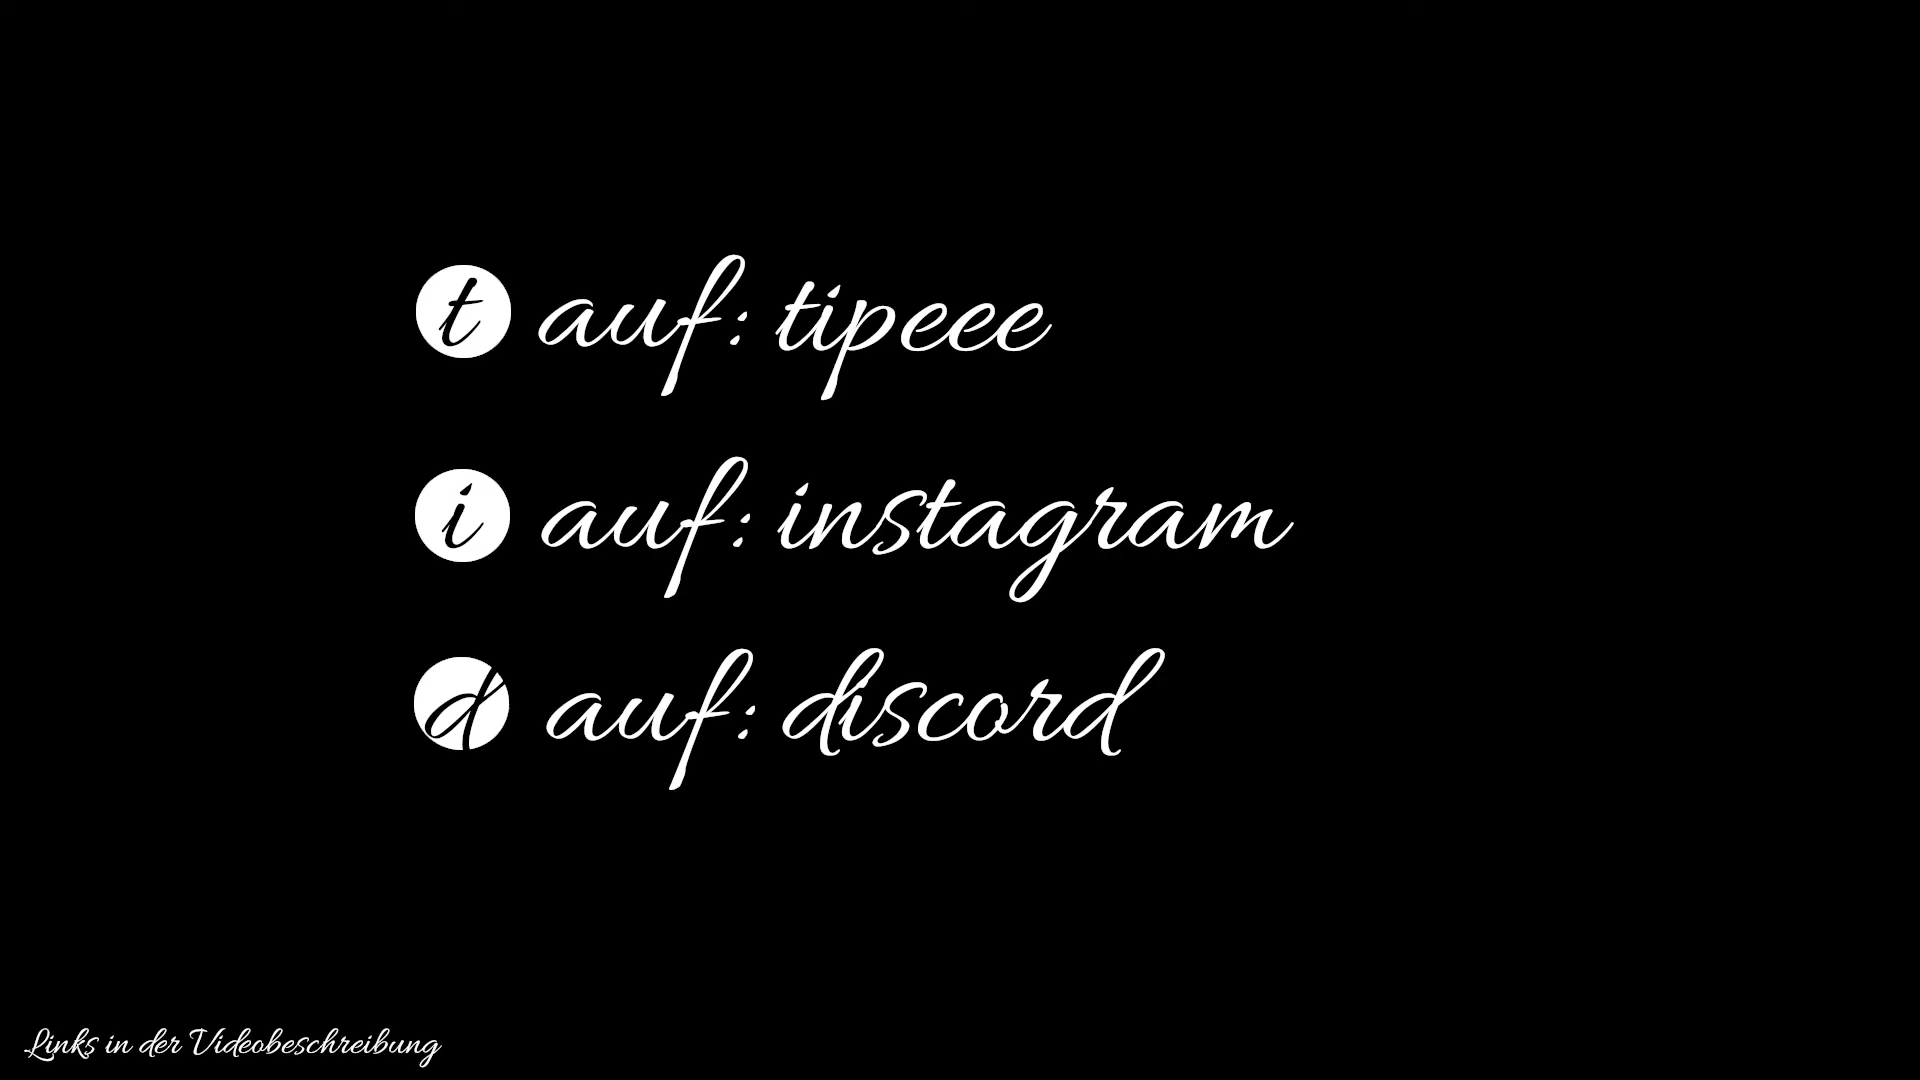 t auf: tipeee
i auf: instagram
d auf: discord
Links in der Videobeschreibung